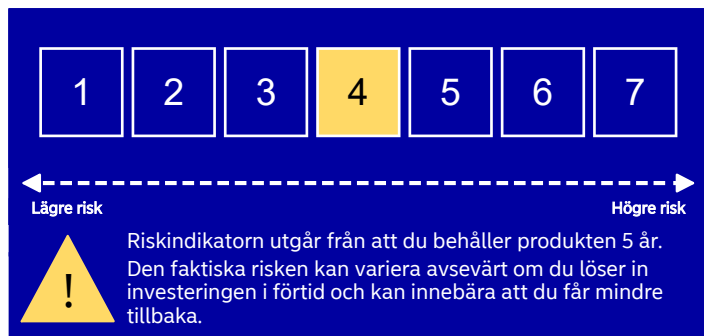 1 2 3 4 5 6 7
Lägre risk Högre risk
Riskindikatorn utgår från att du behåller produkten 5 år.
Den faktiska risken kan variera avsevärt om du löser in
investeringen i förtid och kan innebära att du får mindre
tillbaka.
!